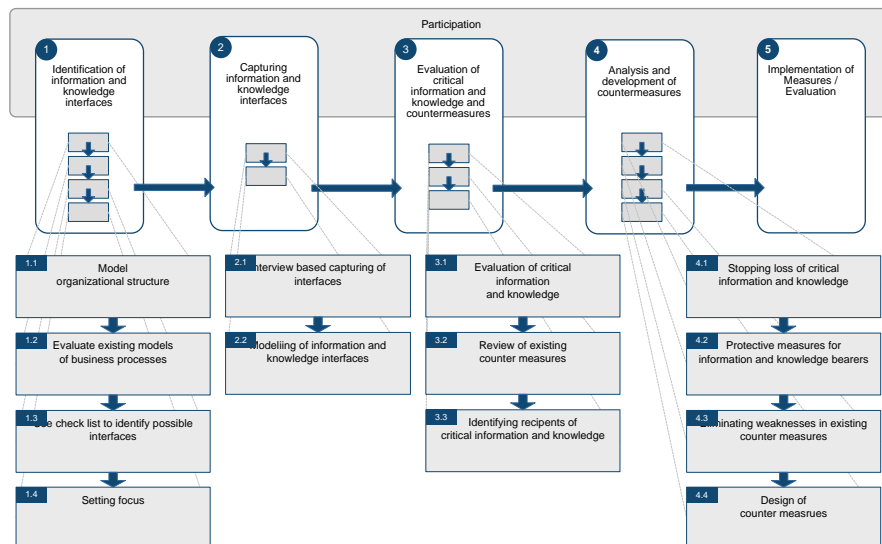 Participation
1
Identification of
information and
knowledge
interfaces
2
Capturing
information and
knowledge
interfaces
3
Evaluation of
critical
information and
knowledge and
countermeasures
4
Analysis and
development of
countermeasures
5
Implementation of
Measures /
Evaluation
1.1
Model
organizational structure
1.2
Evaluate existing models
of business processes
1.3
check list to identify possible
interfaces
1.4
Setting focus
2.1
Interview based capturing of
interfaces
2.2
Modeliing of information and
knowledge interfaces
3.1
Evaluation of critical
information
and knowledge
3.2
Review of existing
counter measures
3.3
Identifying recipents of
critical information and knowledge
4.1
Stopping loss of critical
information and knowledge
4.2
Protective measures for
information and knowledge bearers
4.3
Eliminating weaknesses in existing
counter measures
4.4
Design of
counter measrues